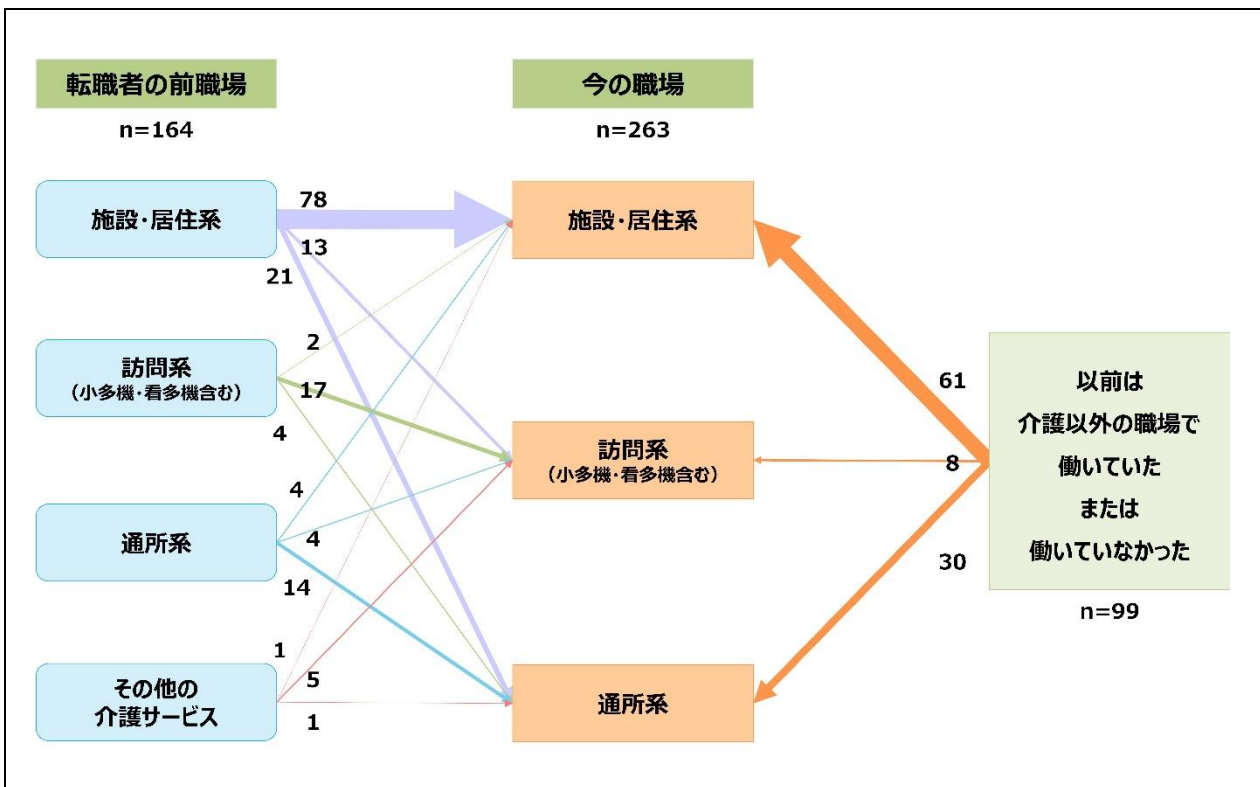 転職者の前職場
n=164
施設・居住系
訪問系
（小多機・看多機含む）
通所系
その他の
介護サービス
78
13
21
2
17
4
4
4
14
1
5
1
今の職場
n=263
施設・居住系
訪問系
（小多機・看多機含む）
通所系
61
8
30
以前は
介護以外の職場で
働いていた
または
働いていなかった
n=99